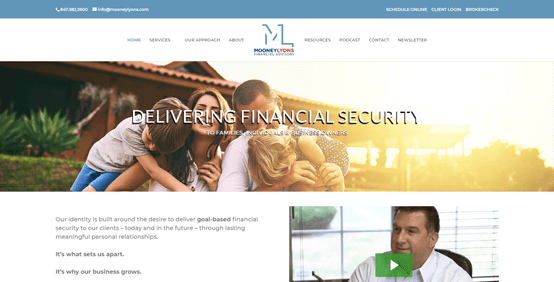 847.382.2600 info@mooneylyons.com
SCHEDULE ONLINE CLIENT LOGIN BROKERCHECK
HOME SERVICES OUR APPROACH ABOUT
ML
MOONEYLYONS
FINANCIAL ADVISORS
RESOURCES PODCAST CONTACT NEWSLETTER
DELIVERING FINANCIAL SECURITY
TO FAMILIES, INDIVIDUALS & BUSINESS OWNERS
Our identity is built around the desire to deliver goal-based financial
security to our clients – today and in the future – through lasting
meaningful personal relationships.
It's what sets us apart.
It's why our business grows.